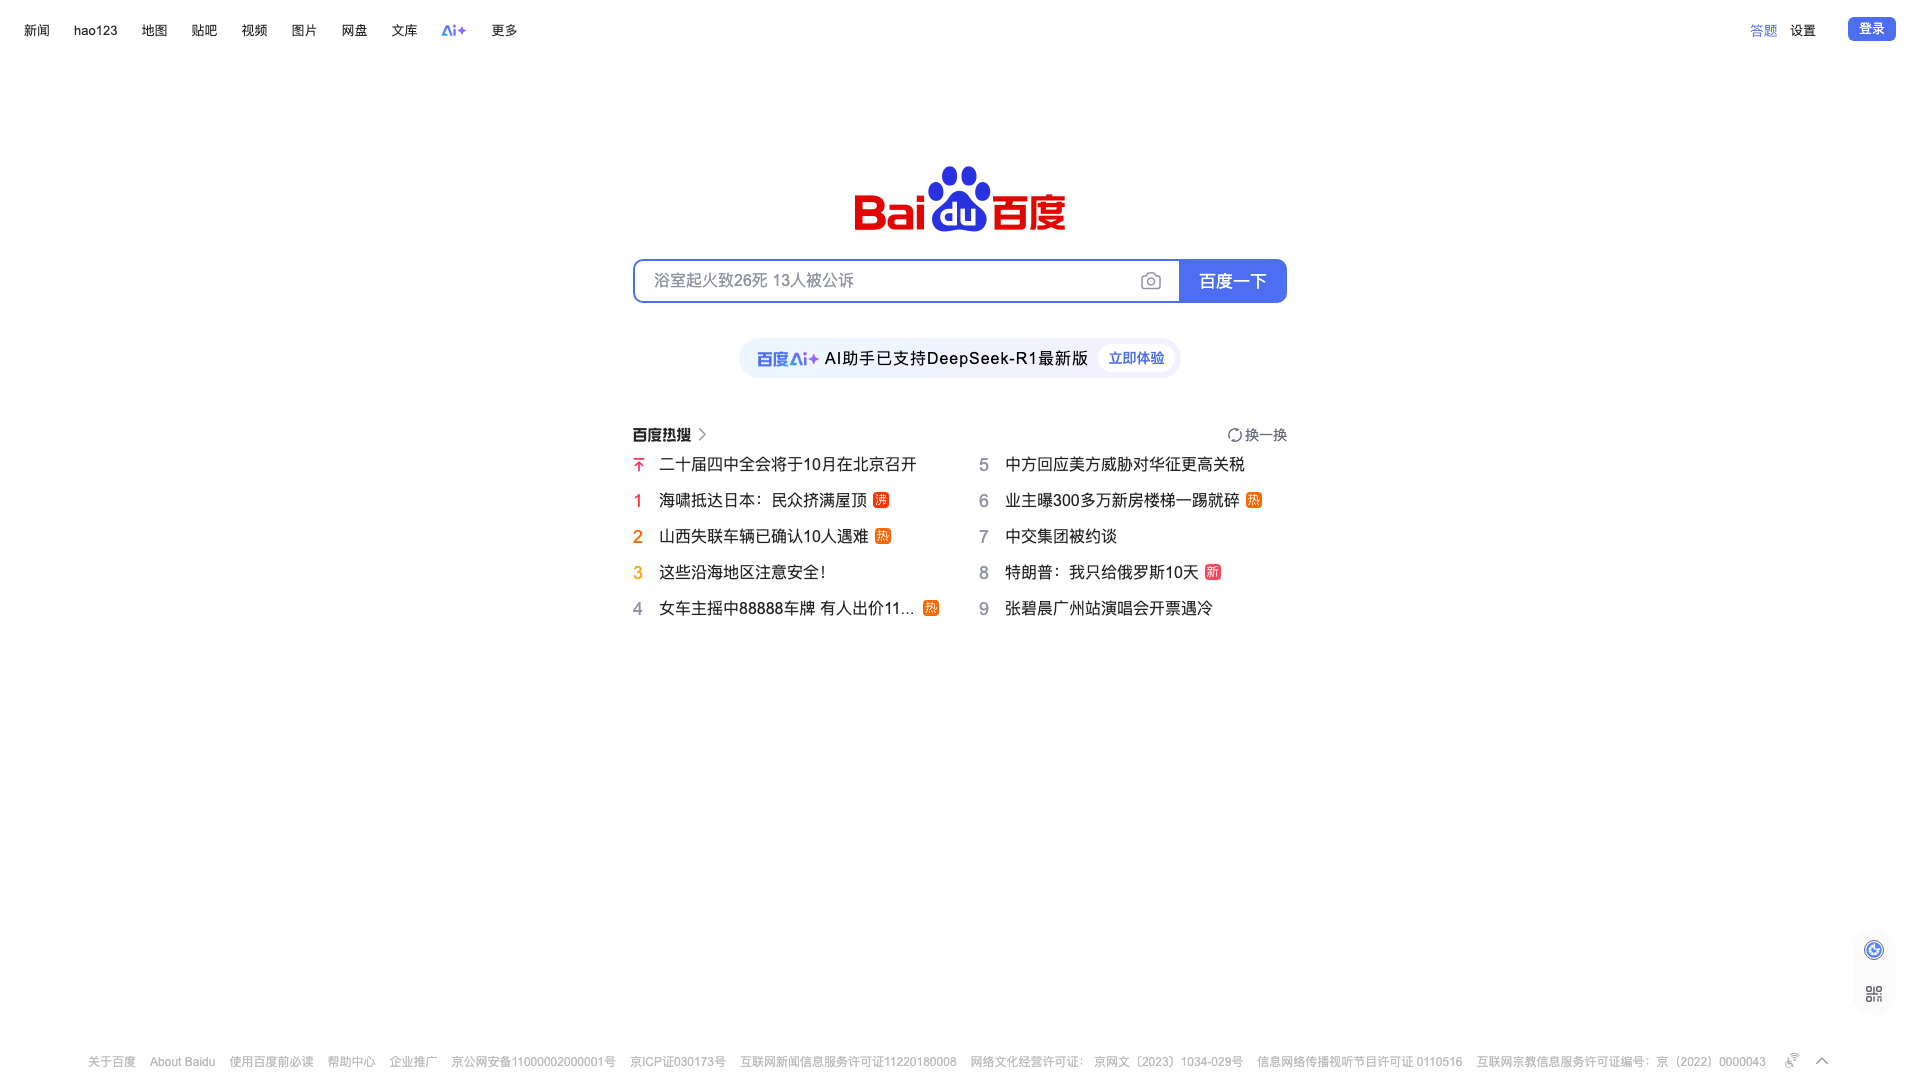 新闻 hao123 地图 贴吧 视频 图片 网盘 文库 Ai+ 更多 答题 设置 登录
Bai du 百度
浴室起火致26死 13人被公诉 百度一下
百度Ai+ AI助手已支持DeepSeek-R1最新版 立即体验
百度热搜 换一换
二十届四中全会将于10月在北京召开
1 海啸抵达日本：民众挤满屋顶 沸
2 山西失联车辆已确认10人遇难 热
3 这些沿海地区注意安全！
4 女车主摇中88888车牌 有人出价11... 热
5 中方回应美方威胁对华征更高关税
6 业主曝300多万新房楼梯一踢就碎 热
7 中交集团被约谈
8 特朗普：我只给俄罗斯10天 新
9 张碧晨广州站演唱会开票遇冷
关于百度 About Baidu 使用百度前必读 帮助中心 企业推广 京公网安备11000002000001号 京ICP证030173号 互联网新闻信息服务许可证11220180008 网络文化经营许可证： 京网文〔2023〕1034-029号 信息网络传播视听节目许可证 0110516 互联网宗教信息服务许可证编号：京（2022）0000043